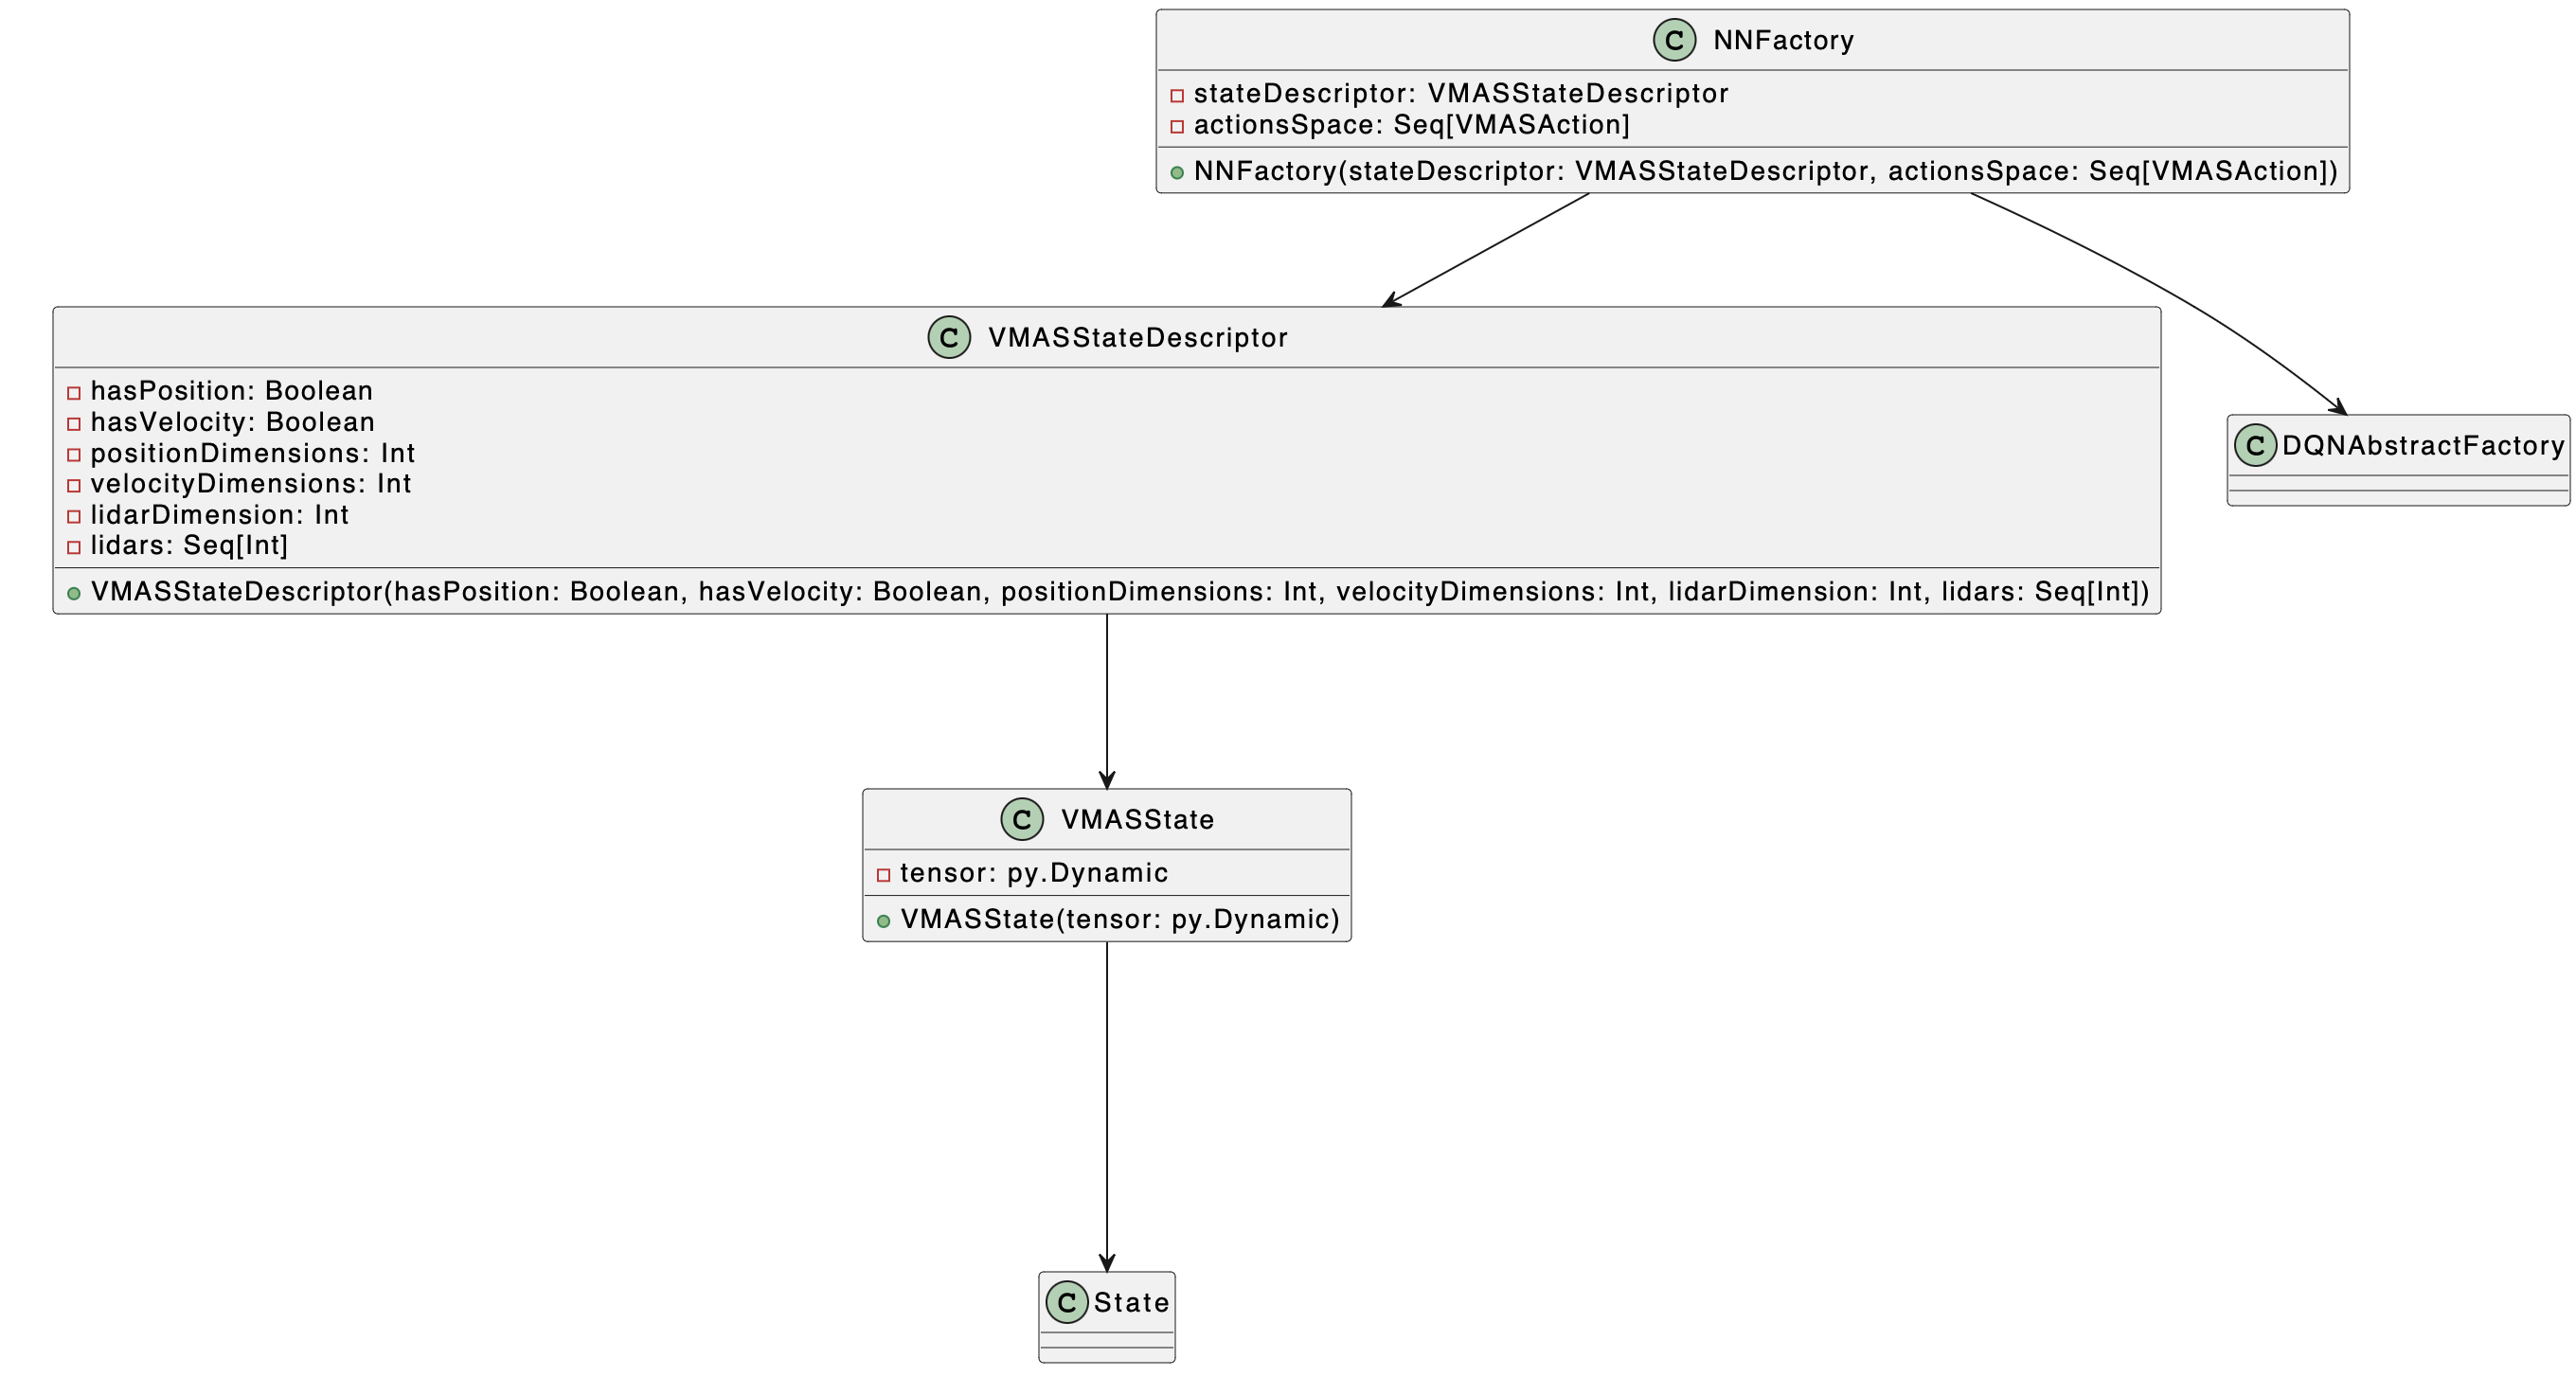 C NNFactory
stateDescriptor: VMASStateDescriptor
actionsSpace: Seq[VMASAction]
NNFactory(stateDescriptor: VMASStateDescriptor, actionsSpace: Seq[VMASAction])
C VMASStateDescriptor
hasPosition: Boolean
hasVelocity: Boolean
positionDimensions: Int
velocityDimensions: Int
lidarDimension: Int
lidars: Seq[Int]
VMASStateDescriptor(hasPosition: Boolean, hasVelocity: Boolean, positionDimensions: Int, velocityDimensions: Int, lidarDimension: Int, lidars: Seq[Int])
C DQNAbstractFactory
C VMASState
tensor: py.Dynamic
VMASState(tensor: py.Dynamic)
C State